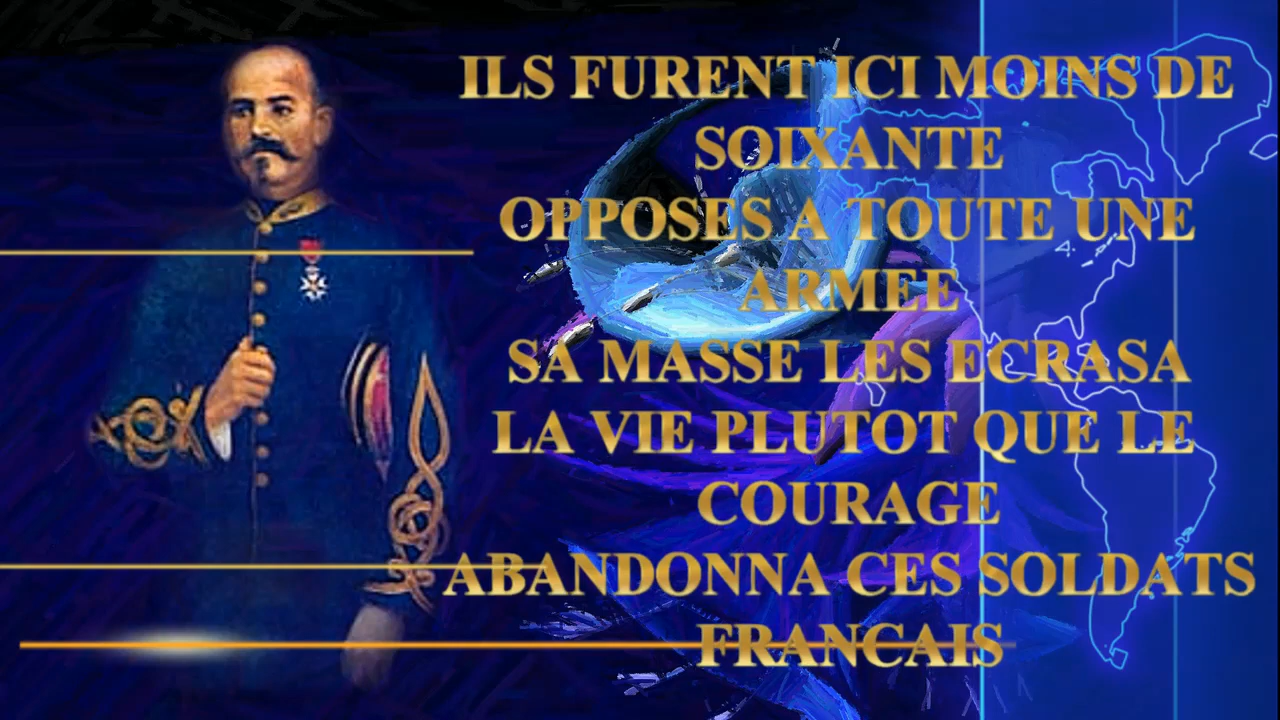 ILS FURENT ICI MOINS DE
SOIXANTE
OPPOSES A TOUTE UNE
ARMEE
SA MASSE LES ECRASA
LA VIE PLUTOT QUE LE
COURAGE
ABANDONNA CES SOLDATS
FRANCAIS